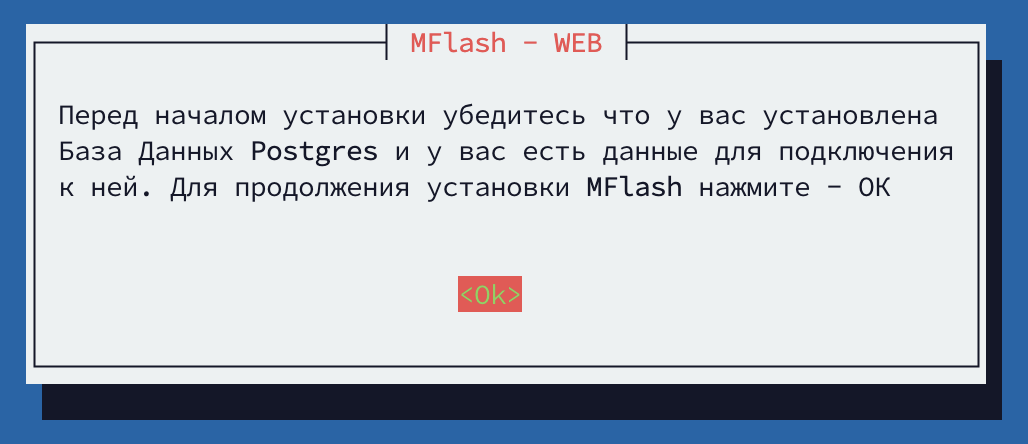 MFlash - WEB
Перед началом установки убедитесь что у вас установлена
База Данных Postgres и у вас есть данные для подключения
к ней. Для продолжения установки MFlash нажмите - ОК
<Ok>